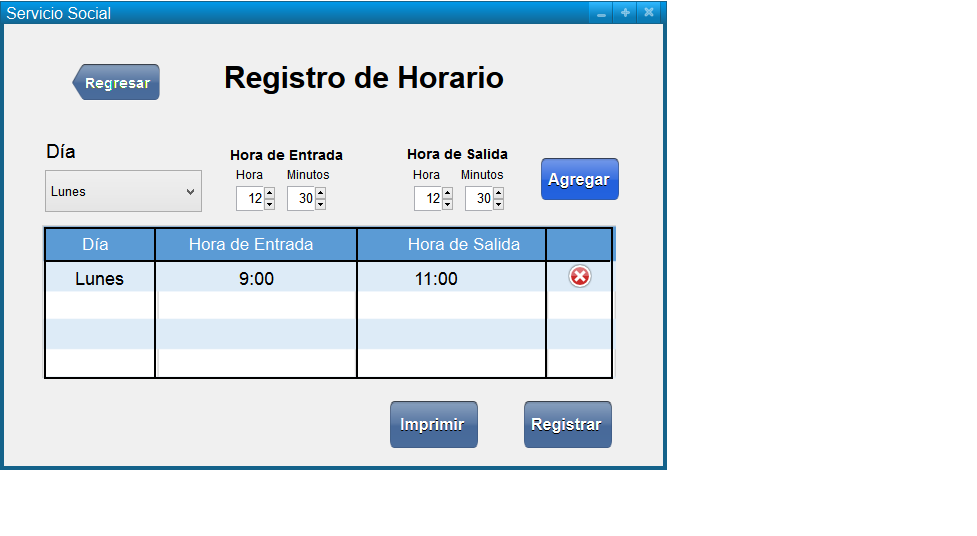 Servicio Social
Regresar
Registro de Horario
Día
Hora de Entrada
Hora de Salida
Hora Minutos
Hora Minutos
Lunes
12 30
12 30
Agregar
Día Hora de Entrada Hora de Salida
Lunes 9:00 11:00
Imprimir
Registrar